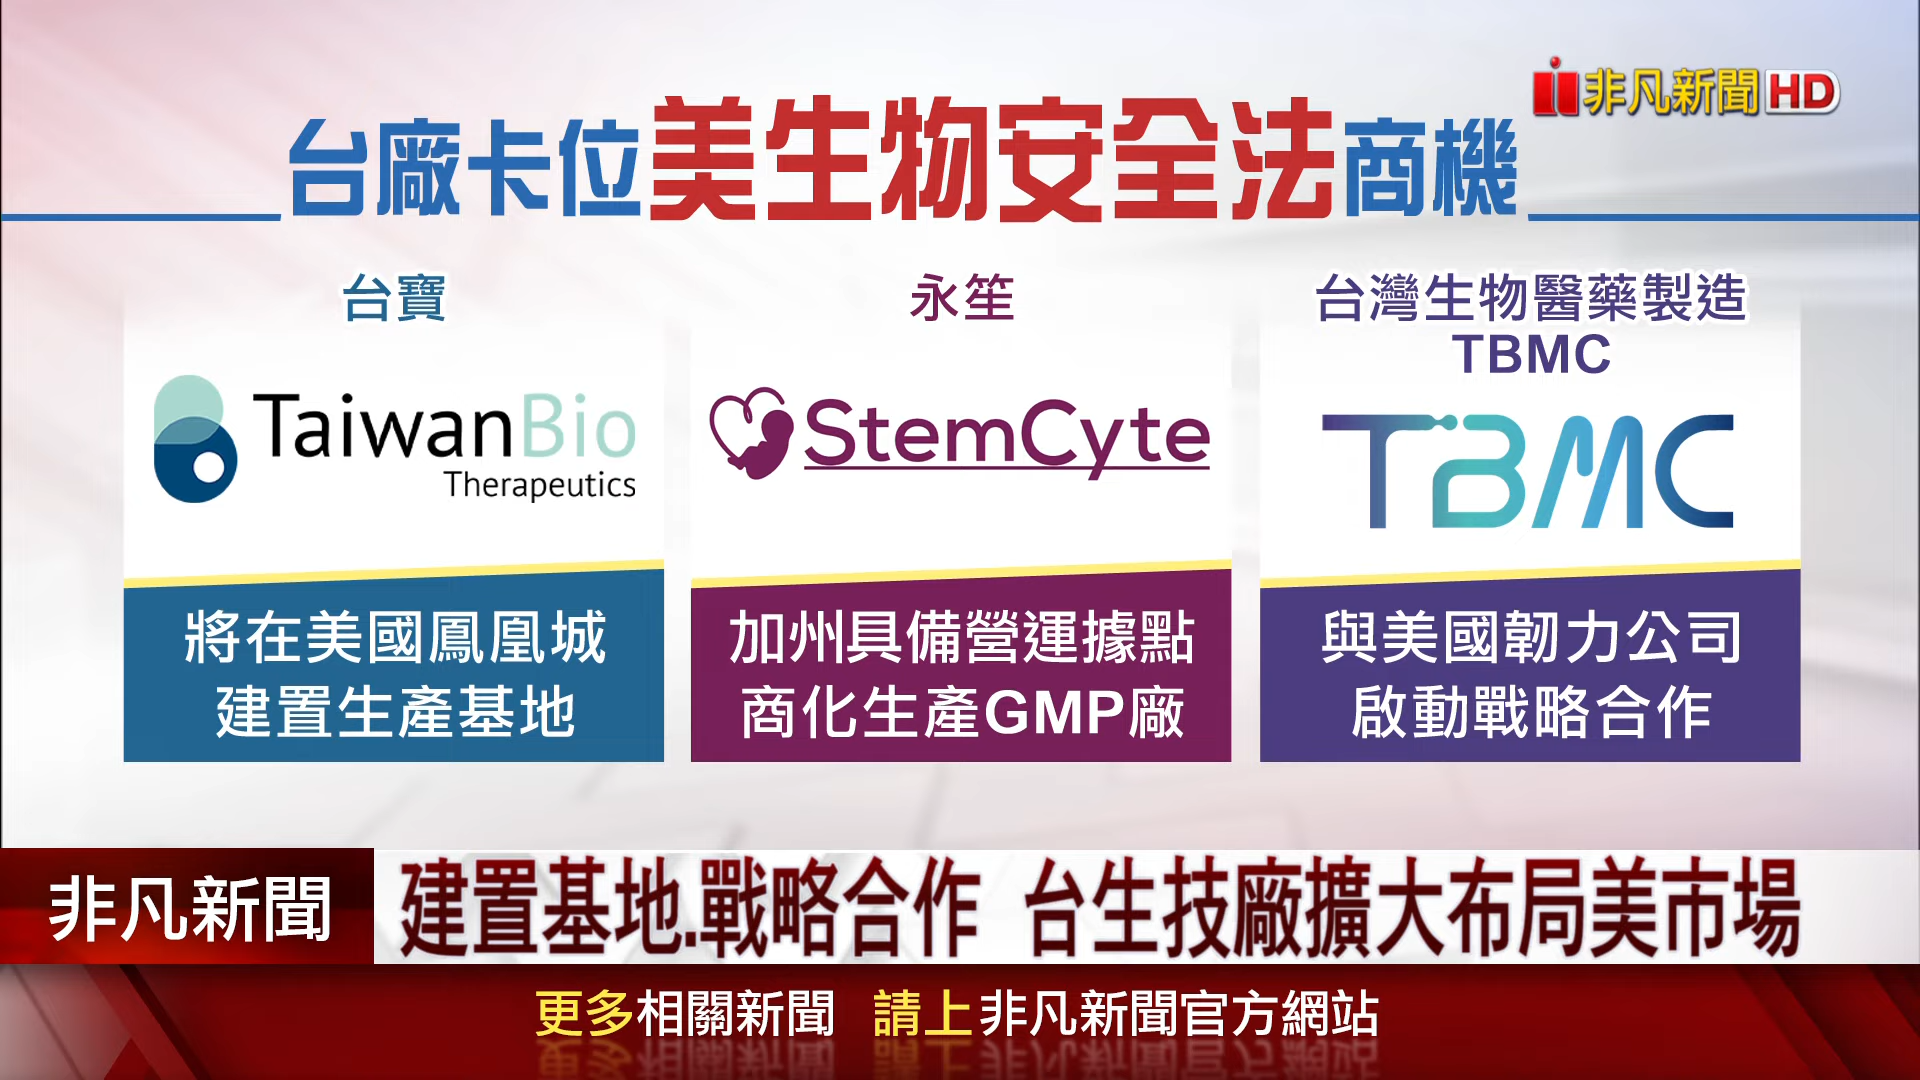 非凡新聞HD
台廠卡位美生物安全法商機
台寶
TaiwanBio
Therapeutics
將在美國鳳凰城
建置生產基地
永笙
StemCyte
加州具備營運據點
商化生產GMP廠
台灣生物醫藥製造
TBMC
TBMC
與美國韌力公司
啟動戰略合作
非凡新聞
建置基地.戰略合作 台生技廠擴大布局美市場
更多相關新聞 請上非凡新聞官方網站